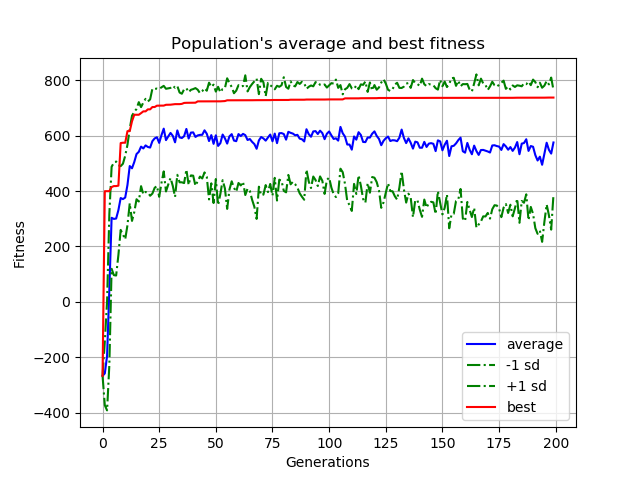 Population's average and best fitness
800
600
400
200
0
−200
−400
Fitness
0 25 50 75 100 125 150 175 200
Generations
average
-1 sd
+1 sd
best